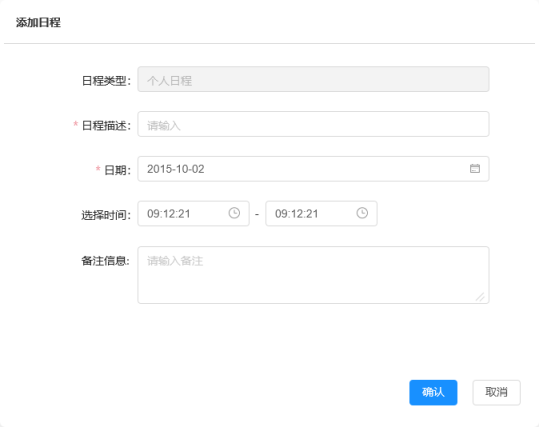 添加日程
日程类型: 个人日程
* 日程描述: 请输入
* 日期: 2015-10-02
选择时间: 09:12:21 - 09:12:21
备注信息: 请输入备注
确认 取消